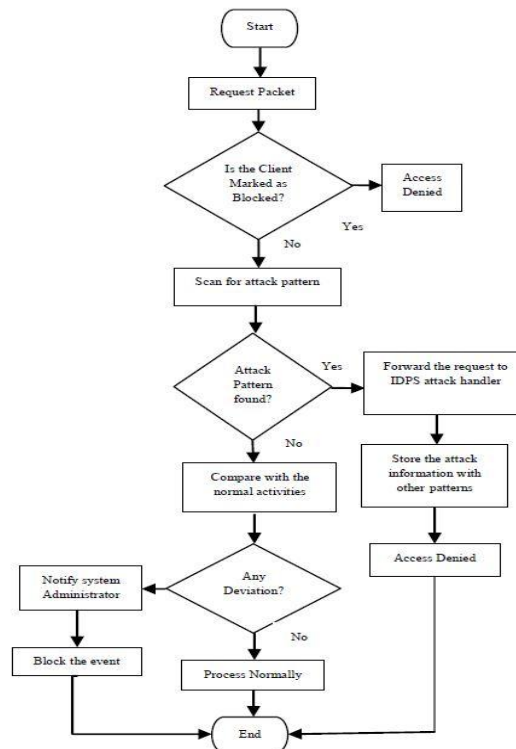 Start
Request Packet
Is the Client
Marked as
Blocked?
Access
Denied
Yes
No
Scan for attack pattern
Attack
Pattern
found?
Yes
Forward the request to
IDPS attack handler
No
Store the attack
information with
other patterns
Compare with the
normal activities
Access Denied
Any
Deviation?
Notify system
Administrator
No
Block the event
Process Normally
End